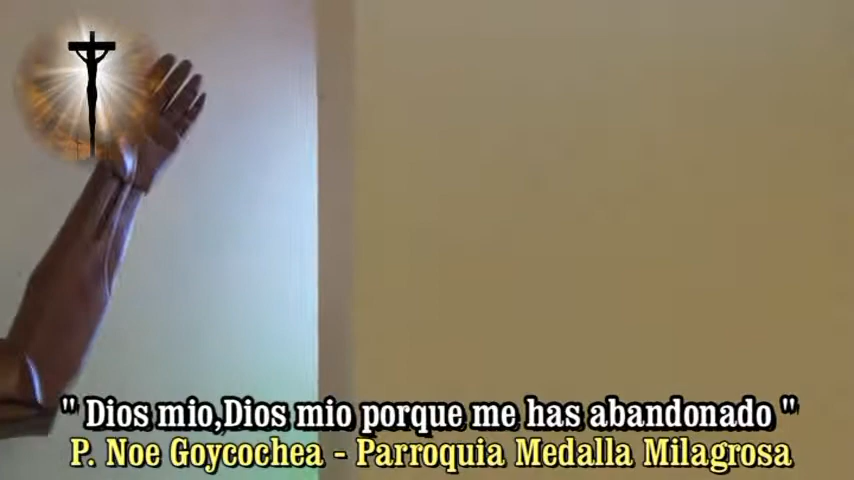 " Dios mio,Dios mio porque me has abandonado "
P. Noe Goycochea - Parroquia Medalla Milagrosa